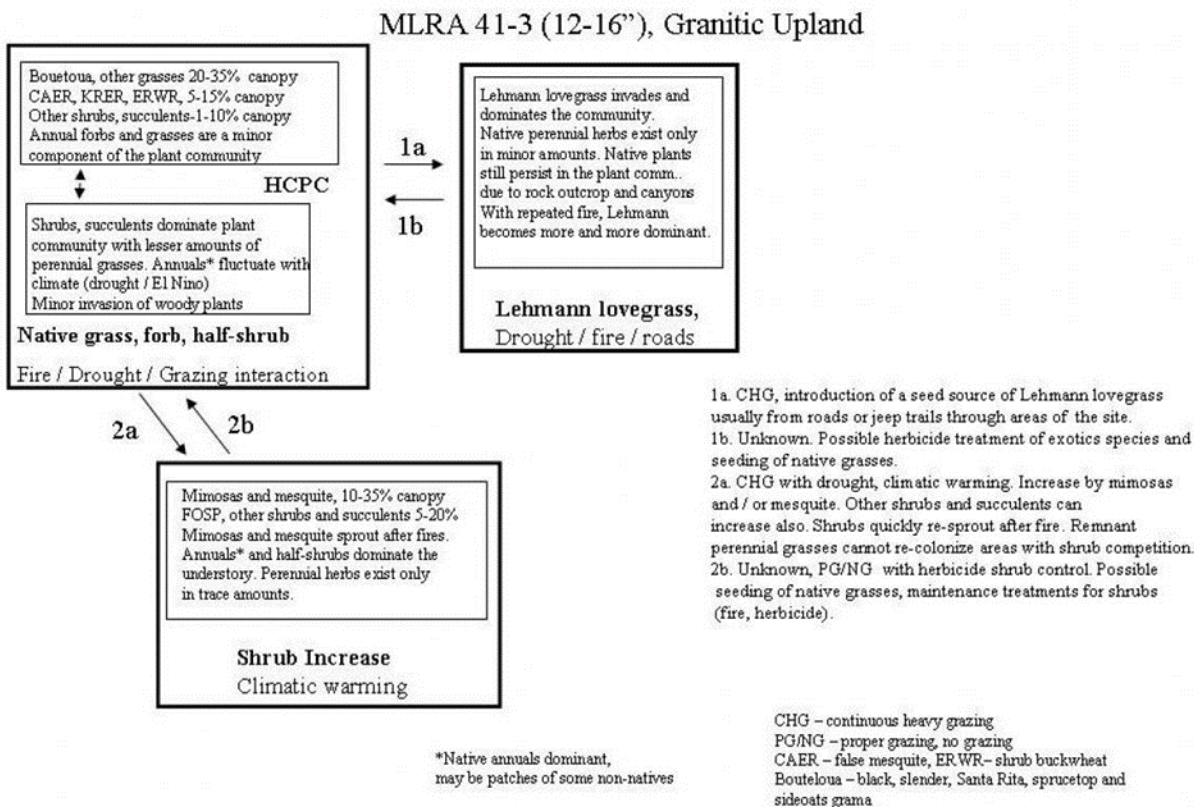 MLRA 41-3 (12-16”), Granitic Upland
Bouetoua, other grasses 20-35% canopy
CAER, KRER, ERWR, 5-15% canopy
Other shrubs, succulents-1-10% canopy
Annual forbs and grasses are a minor
component of the plant community
HCPC
Shrubs, succulents dominate plant
community with lesser amounts of
perennial grasses. Annuals* fluctuate with
climate (drought / El Nino)
Minor invasion of woody plants
Native grass, forb, half-shrub
Fire / Drought / Grazing interaction
1a
1b
Lehmann lovegrass invades and
dominates the community.
Native perennial herbs exist only
in minor amounts. Native plants
still persist in the plant comm..
due to rock outcrop and canyons
With repeated fire, Lehmann
becomes more and more dominant.
Lehmann lovegrass,
Drought / fire / roads
2a
2b
Mimosas and mesquite, 10-35% canopy
FOSP, other shrubs and succulents 5-20%
Mimosas and mesquite sprout after fires.
Annuals* and half-shrubs dominate the
understory. Perennial herbs exist only
in trace amounts.
Shrub Increase
Climatic warming
1a. CHG, introduction of a seed source of Lehmann lovegrass
usually from roads or jeep trails through areas of the site.
1b. Unknown. Possible herbicide treatment of exotics species and
seeding of native grasses.
2a. CHG with drought, climatic warming. Increase by mimosas
and / or mesquite. Other shrubs and succulents can
increase also. Shrubs quickly re-sprout after fire. Remnant
perennial grasses cannot re-colonize areas with shrub competition.
2b. Unknown, PG/NG with herbicide shrub control. Possible
seeding of native grasses, maintenance treatments for shrubs
(fire, herbicide).
*Native annuals dominant,
may be patches of some non-natives
CHG – continuous heavy grazing
PG/NG – proper grazing, no grazing
CAER – false mesquite, ERWR– shrub buckwheat
Bouteloua – black, slender, Santa Rita, sprucetop and
sideoats grama